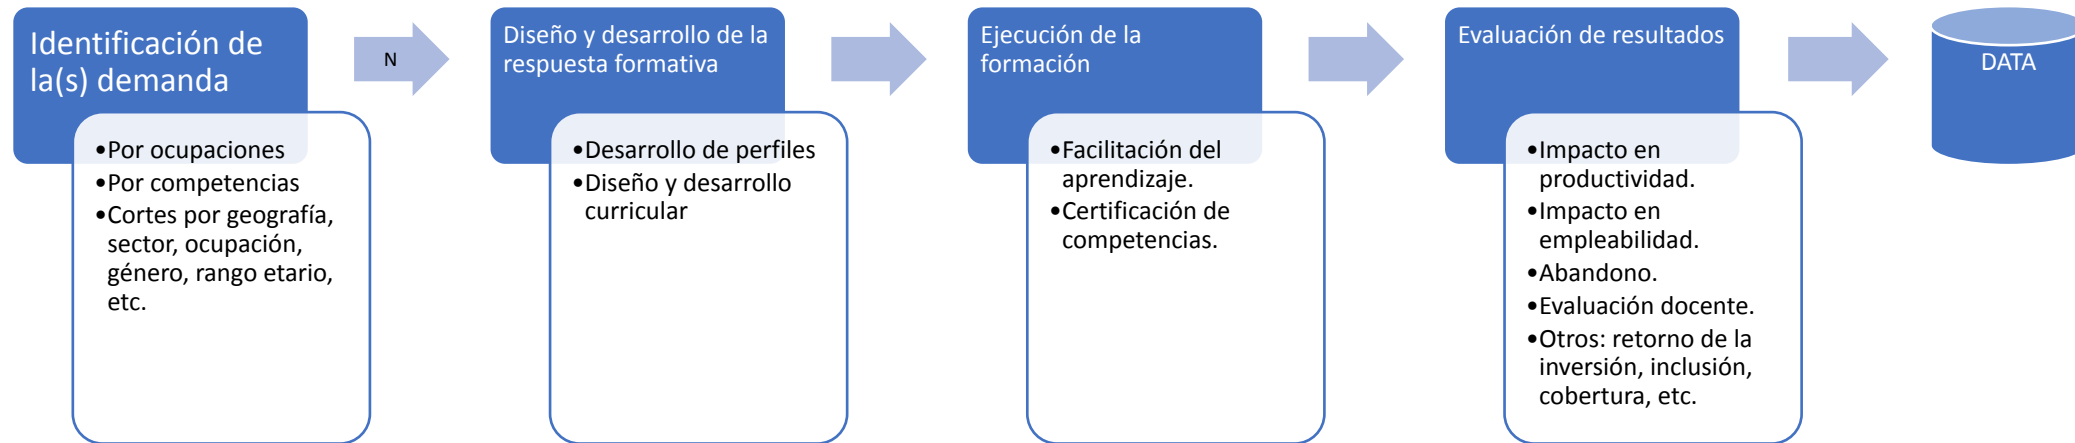 Identificación de
la(s) demanda
•Por ocupaciones
•Por competencias
•Cortes por geografía,
sector, ocupación,
género, rango etario,
etc.
N
Diseño y desarrollo de la
respuesta formativa
•Desarrollo de perfiles
•Diseño y desarrollo
curricular
Ejecución de la
formación
•Facilitación del
aprendizaje.
•Certificación de
competencias.
Evaluación de resultados
•Impacto en
productividad.
•Impacto en
empleabilidad.
•Abandono.
•Evaluación docente.
•Otros: retorno de la
inversión, inclusión,
cobertura, etc.
DATA